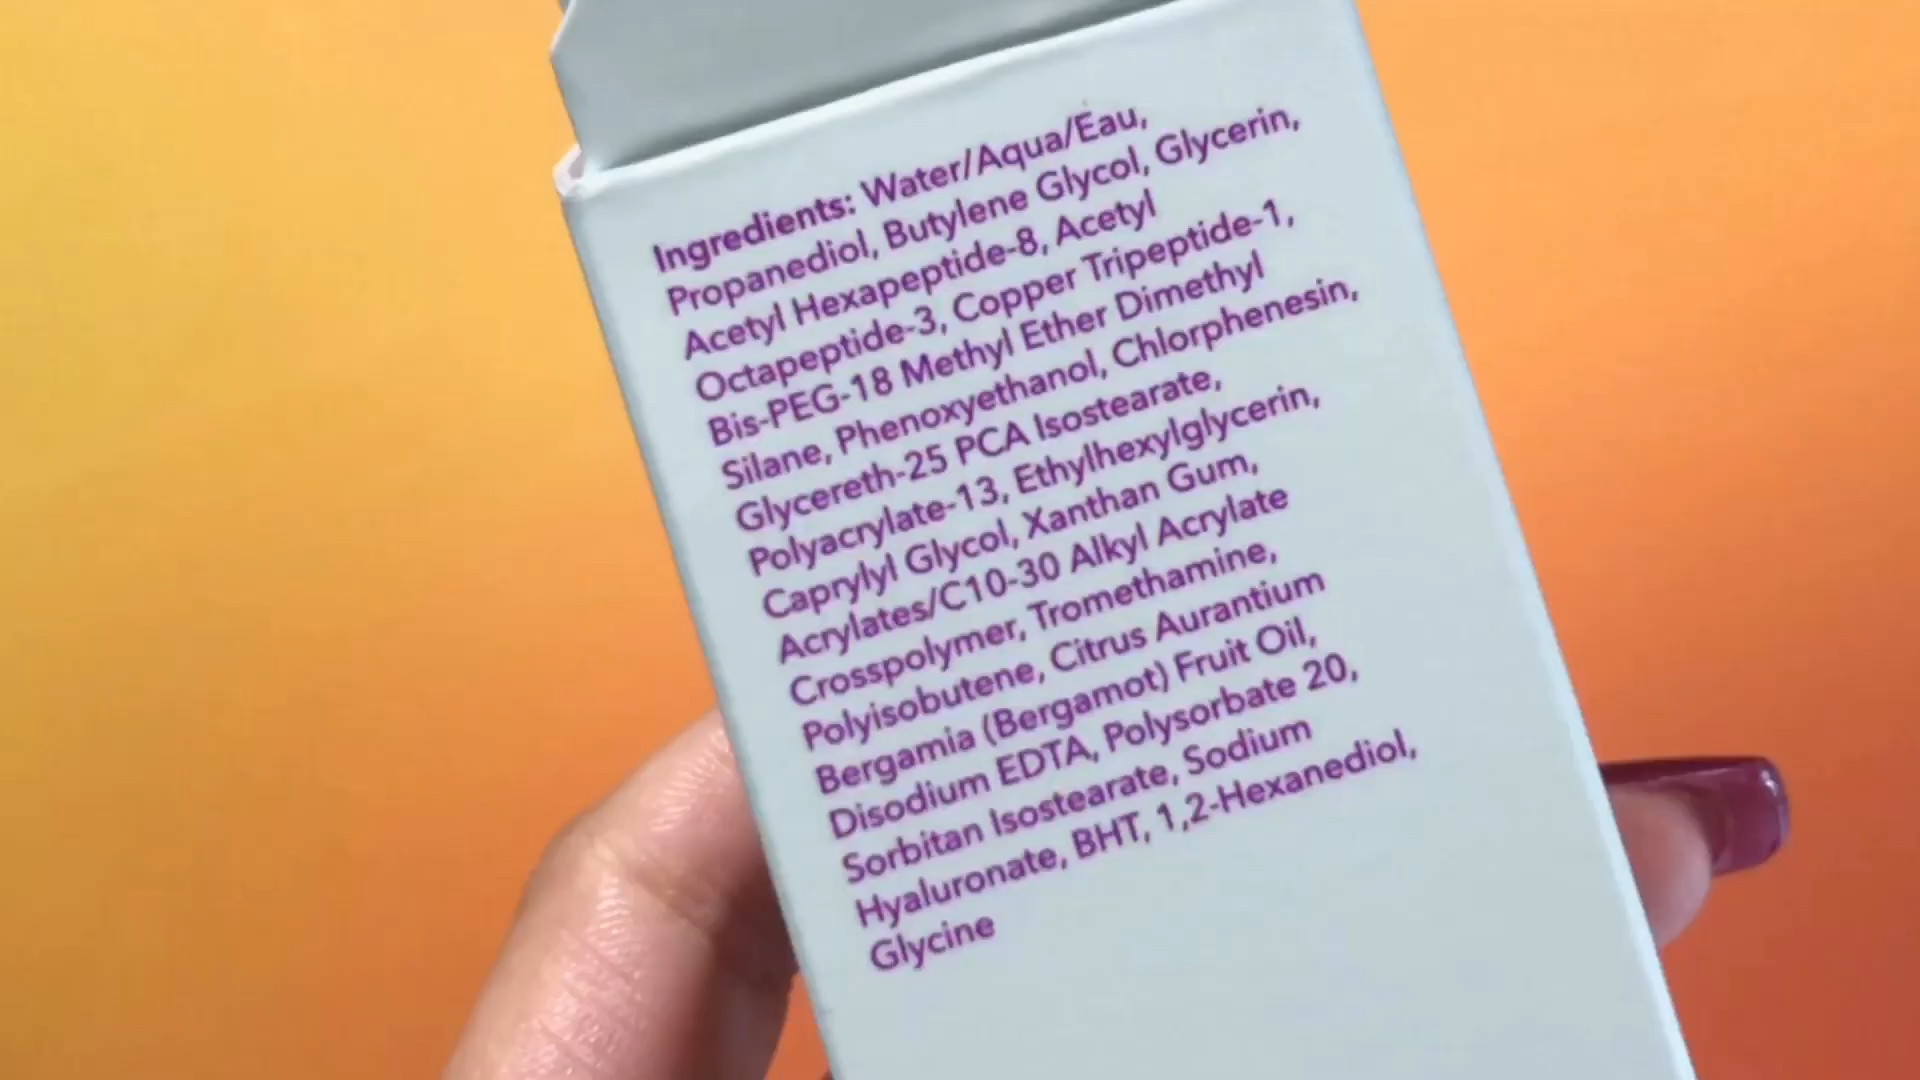 Ingredients: Water/Aqua/Eau,
Propanediol, Butylene Glycol, Glycerin,
Acetyl Hexapeptide-8, Acetyl
Octapeptide-3, Copper Tripeptide-1,
Bis-PEG-18 Methyl Ether Dimethyl
Silane, Phenoxyethanol, Chlorphenesin,
Glycereth-25 PCA Isostearate,
Polyacrylate-13, Ethylhexylglycerin,
Caprylyl Glycol, Xanthan Gum,
Acrylates/C10-30 Alkyl Acrylate
Crosspolymer, Tromethamine,
Polyisobutene, Citrus Aurantium
Bergamia (Bergamot) Fruit Oil,
Disodium EDTA, Polysorbate 20,
Sorbitan Isostearate, Sodium
Hyaluronate, BHT, 1,2-Hexanediol,
Glycine